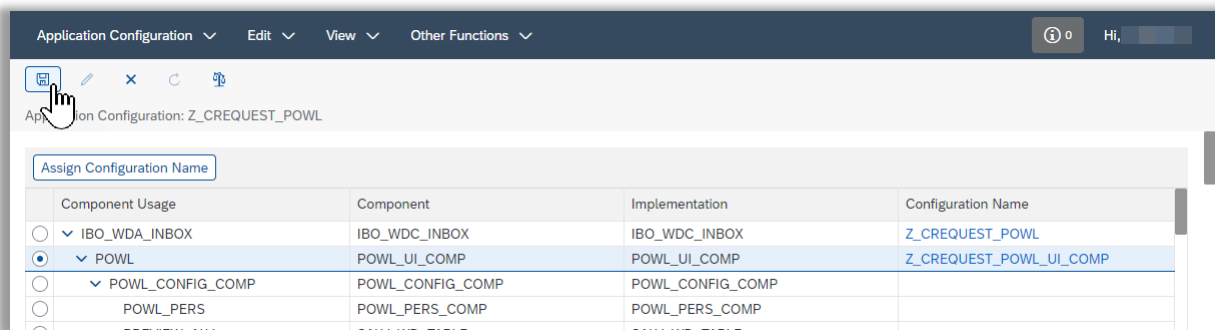 Application Configuration Edit View Other Functions 0 Hi,
Application Configuration: Z_CREQUEST_POWL
Assign Configuration Name
Component Usage Component Implementation Configuration Name
IBO_WDA_INBOX IBO_WDC_INBOX IBO_WDC_INBOX Z_CREQUEST_POWL
POWL POWL_UI_COMP POWL_UI_COMP Z_CREQUEST_POWL_UI_COMP
POWL_CONFIG_COMP POWL_CONFIG_COMP POWL_CONFIG_COMP
POWL_PERS POWL_PERS_COMP POWL_PERS_COMP